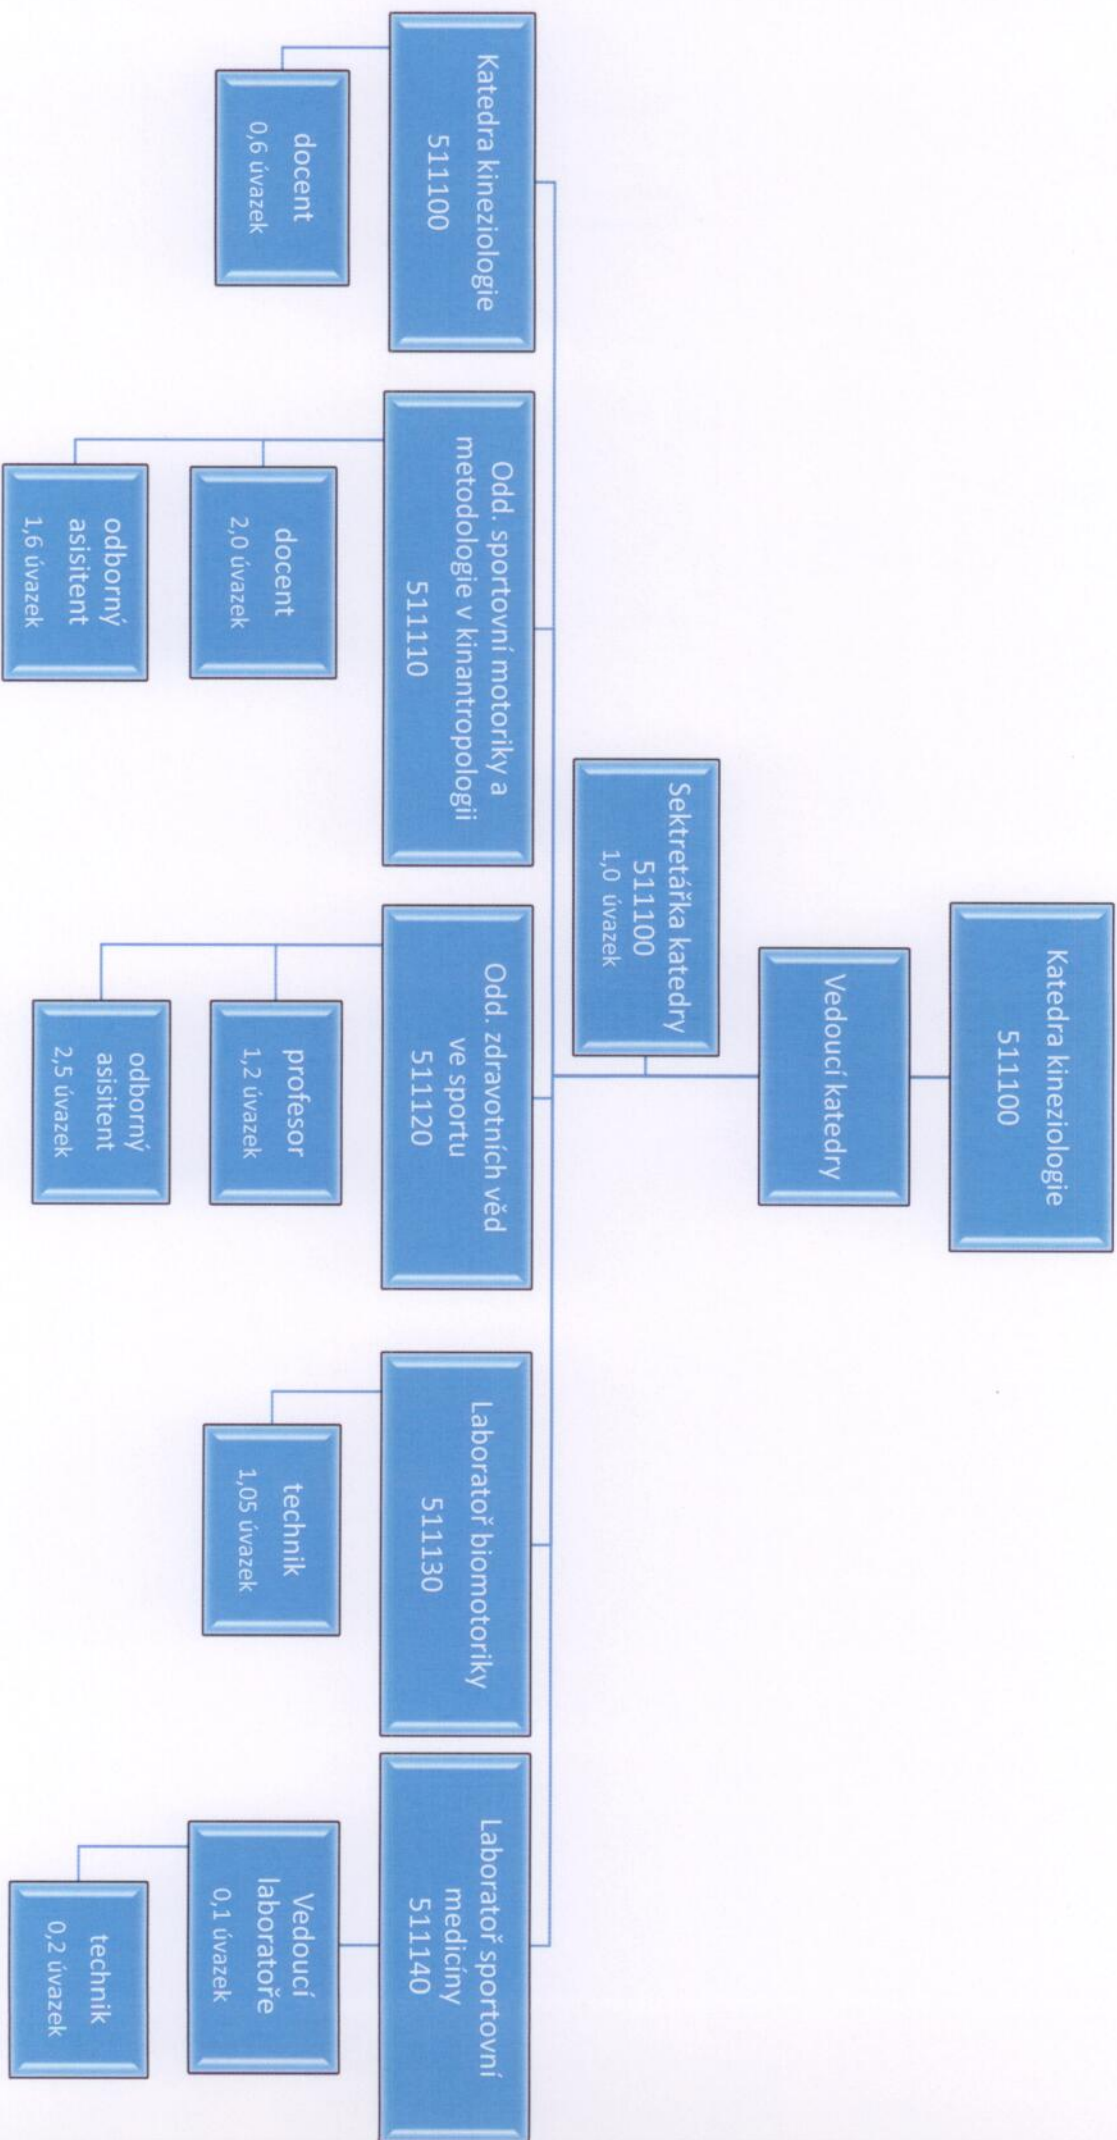 Katedra kineziologie
511100
Vedoucí katedry
Sektretářka katedry
511100
1,0 úvazek
Katedra kineziologie
511100
docent
0,6 úvazek
Odd. sportovní motoriky a
metodologie v kinantropologii
511110
docent
2,0 úvazek
odborný
asisitent
1,6 úvazek
Odd. zdravotních věd
ve sportu
511120
profesor
1,2 úvazek
odborný
asisitent
2,5 úvazek
Laboratoř biomotoriky
511130
technik
1,05 úvazek
Laboratoř sportovní
medicíny
511140
Vedoucí
laboratoře
0,1 úvazek
technik
0,2 úvazek